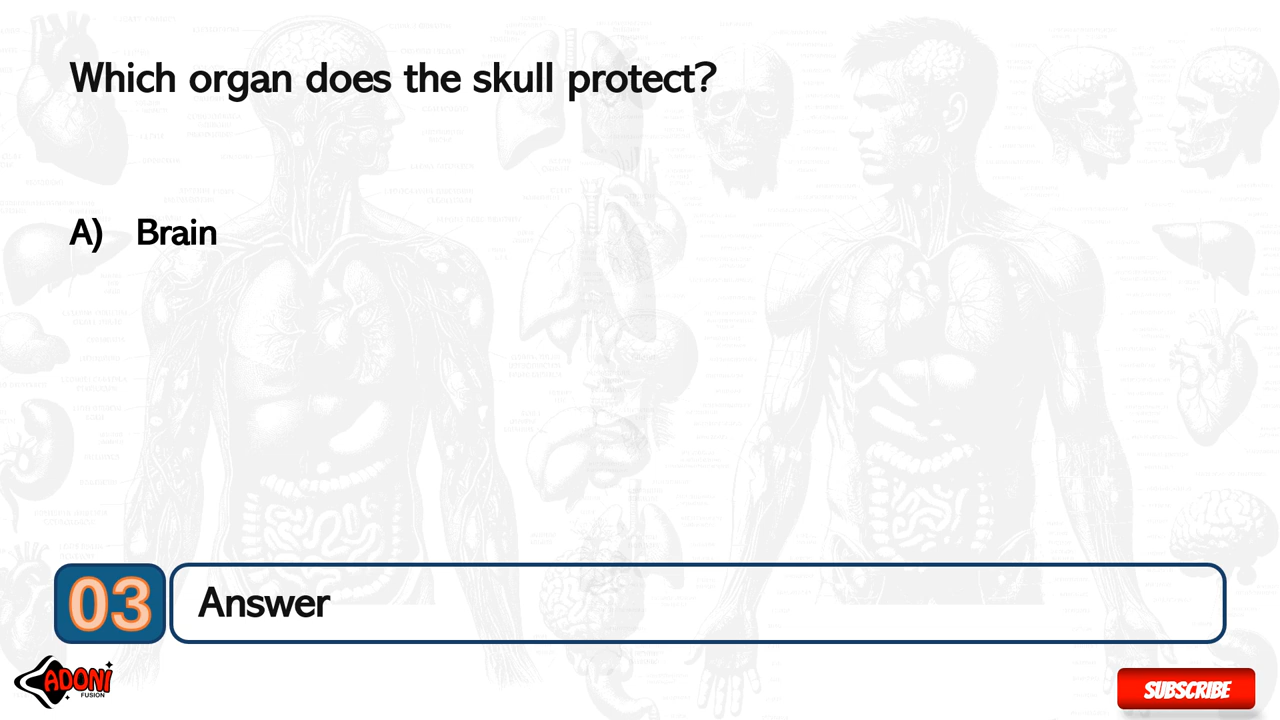 Which organ does the skull protect?
A) Brain
03 Answer
ADONI
FUSION
SUBSCRIBE